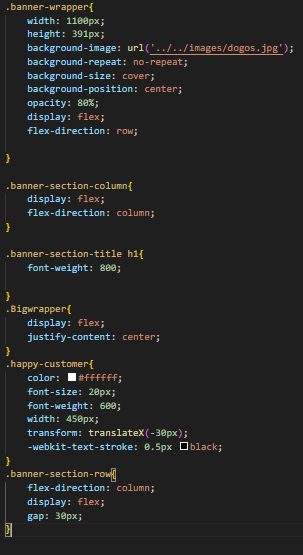 .banner-wrapper{
width: 1100px;
height: 391px;
background-image: url('../../images/dogos.jpg');
background-repeat: no-repeat;
background-size: cover;
background-position: center;
opacity: 80%;
display: flex;
flex-direction: row;
}
.banner-section-column{
display: flex;
flex-direction: column;
}
.banner-section-title h1{
font-weight: 800;
}
.Bigwrapper{
display: flex;
justify-content: center;
}
.happy-customer{
color: #ffffff;
font-size: 20px;
font-weight: 600;
width: 450px;
transform: translateX(-30px);
-webkit-text-stroke: 0.5px black;
}
.banner-section-row{
flex-direction: column;
display: flex;
gap: 30px;
}